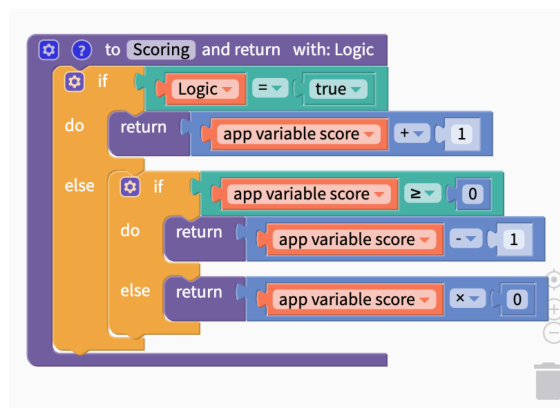 ? to Scoring and return with: Logic
if Logic = true
do return app variable score + 1
else if app variable score ≥ 0
do return app variable score - 1
else return app variable score × 0